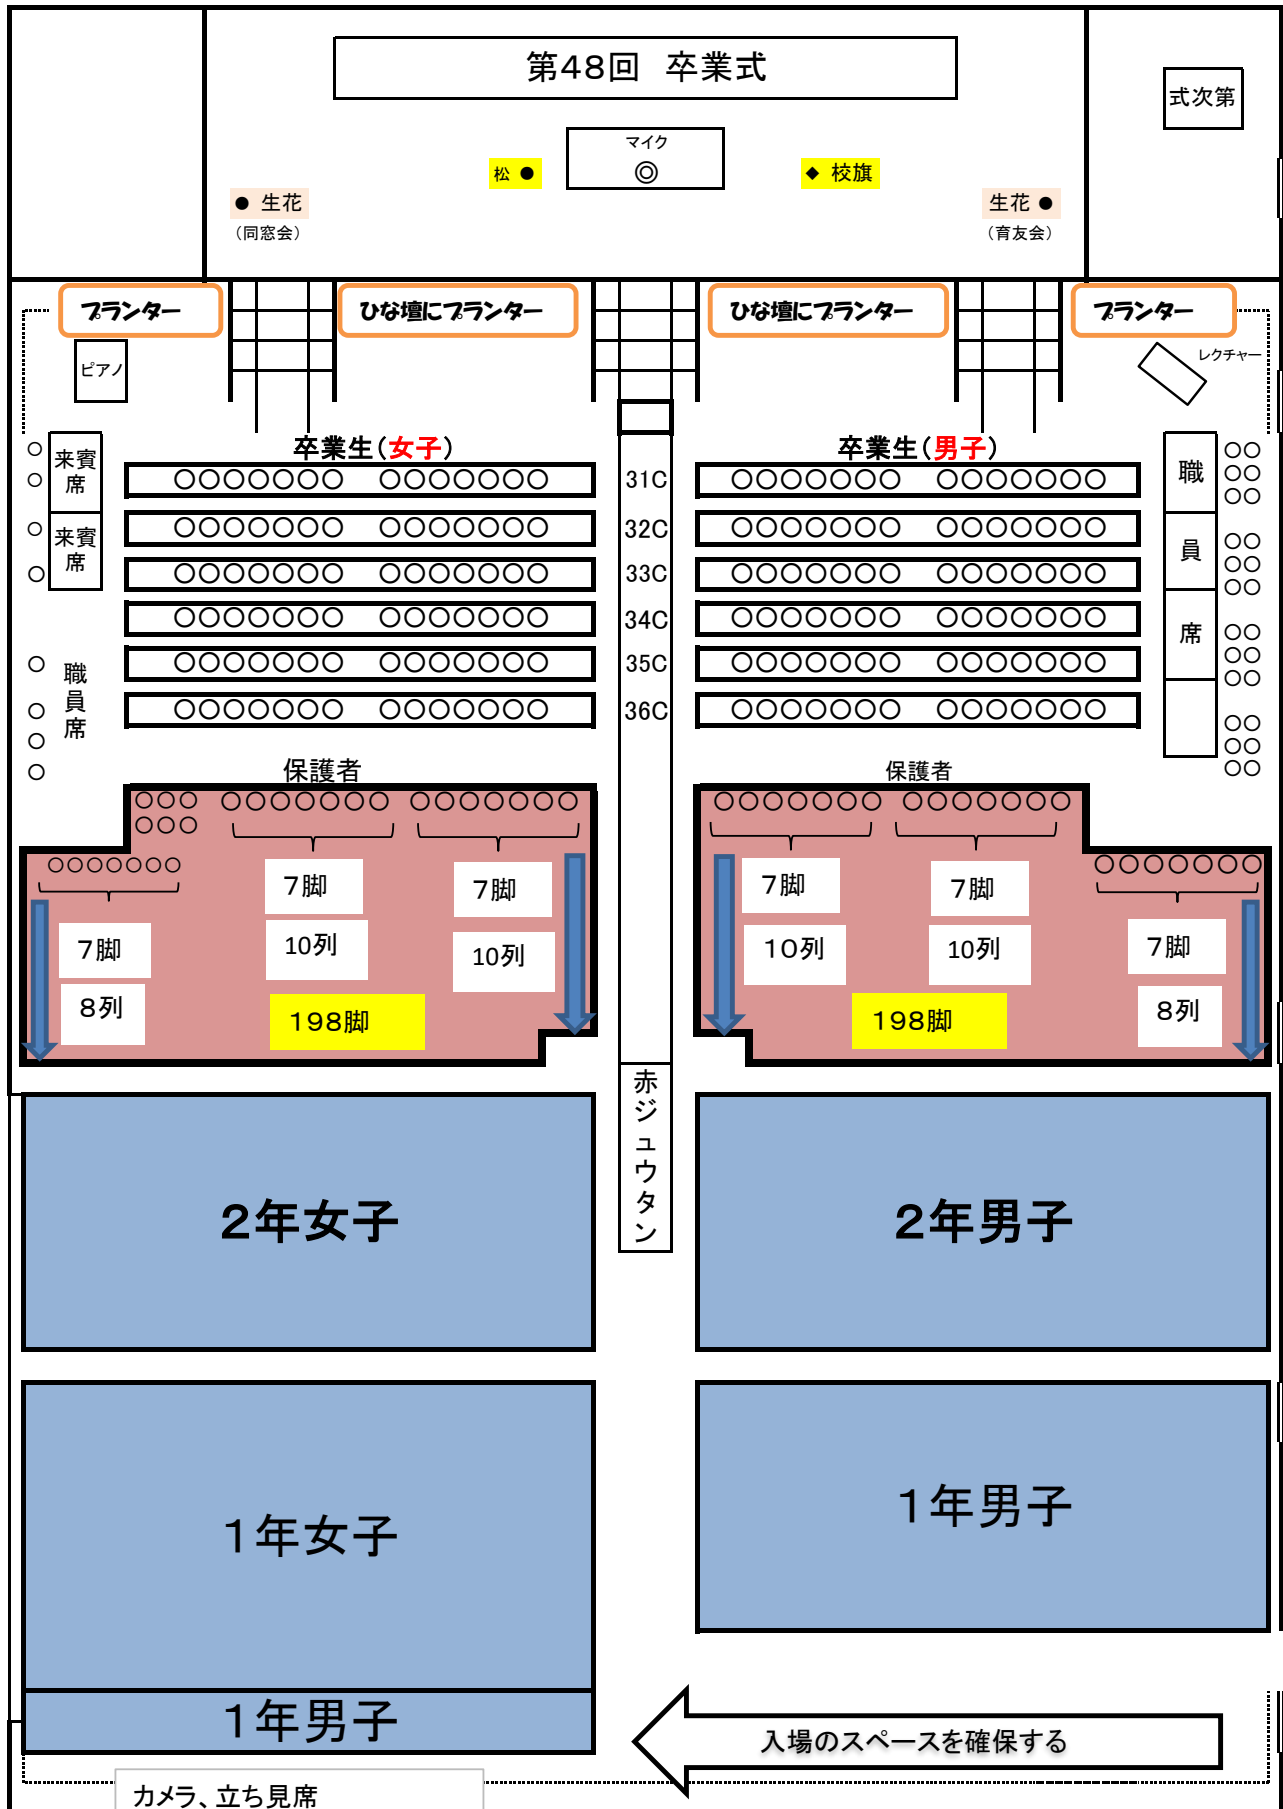 第48回　卒業式
式次第
マイク
◎
松 ●
◆ 校旗
● 生花
（同窓会）
生花 ●
（育友会）
プランター
ひな壇にプランター
ひな壇にプランター
プランター
ピアノ
レクチャー
卒業生（女子）
卒業生（男子）
来賓
席
来賓
席
職
員
席
31C
32C
33C
34C
35C
36C
職
員
席
保護者
保護者
7脚
10列
7脚
10列
7脚
8列
198脚
7脚
10列
7脚
10列
7脚
8列
198脚
赤ジュウタン
2年女子
2年男子
1年女子
1年男子
1年男子
入場のスペースを確保する
カメラ、立ち見席